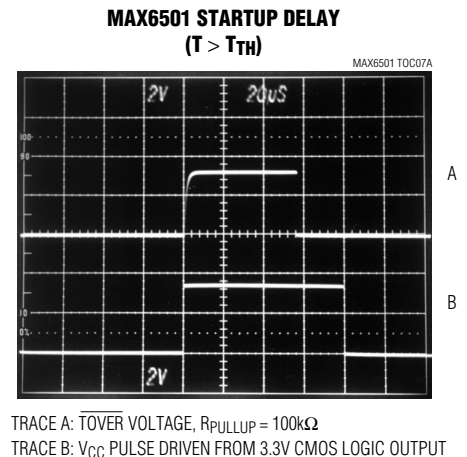 MAX6501 STARTUP DELAY
(T > TTH)
MAX6501 TOC07A
2V 20µS
100
90
A
B
10
0%
2V
TRACE A: TOVER VOLTAGE, RPULLUP = 100kΩ
TRACE B: VCC PULSE DRIVEN FROM 3.3V CMOS LOGIC OUTPUT